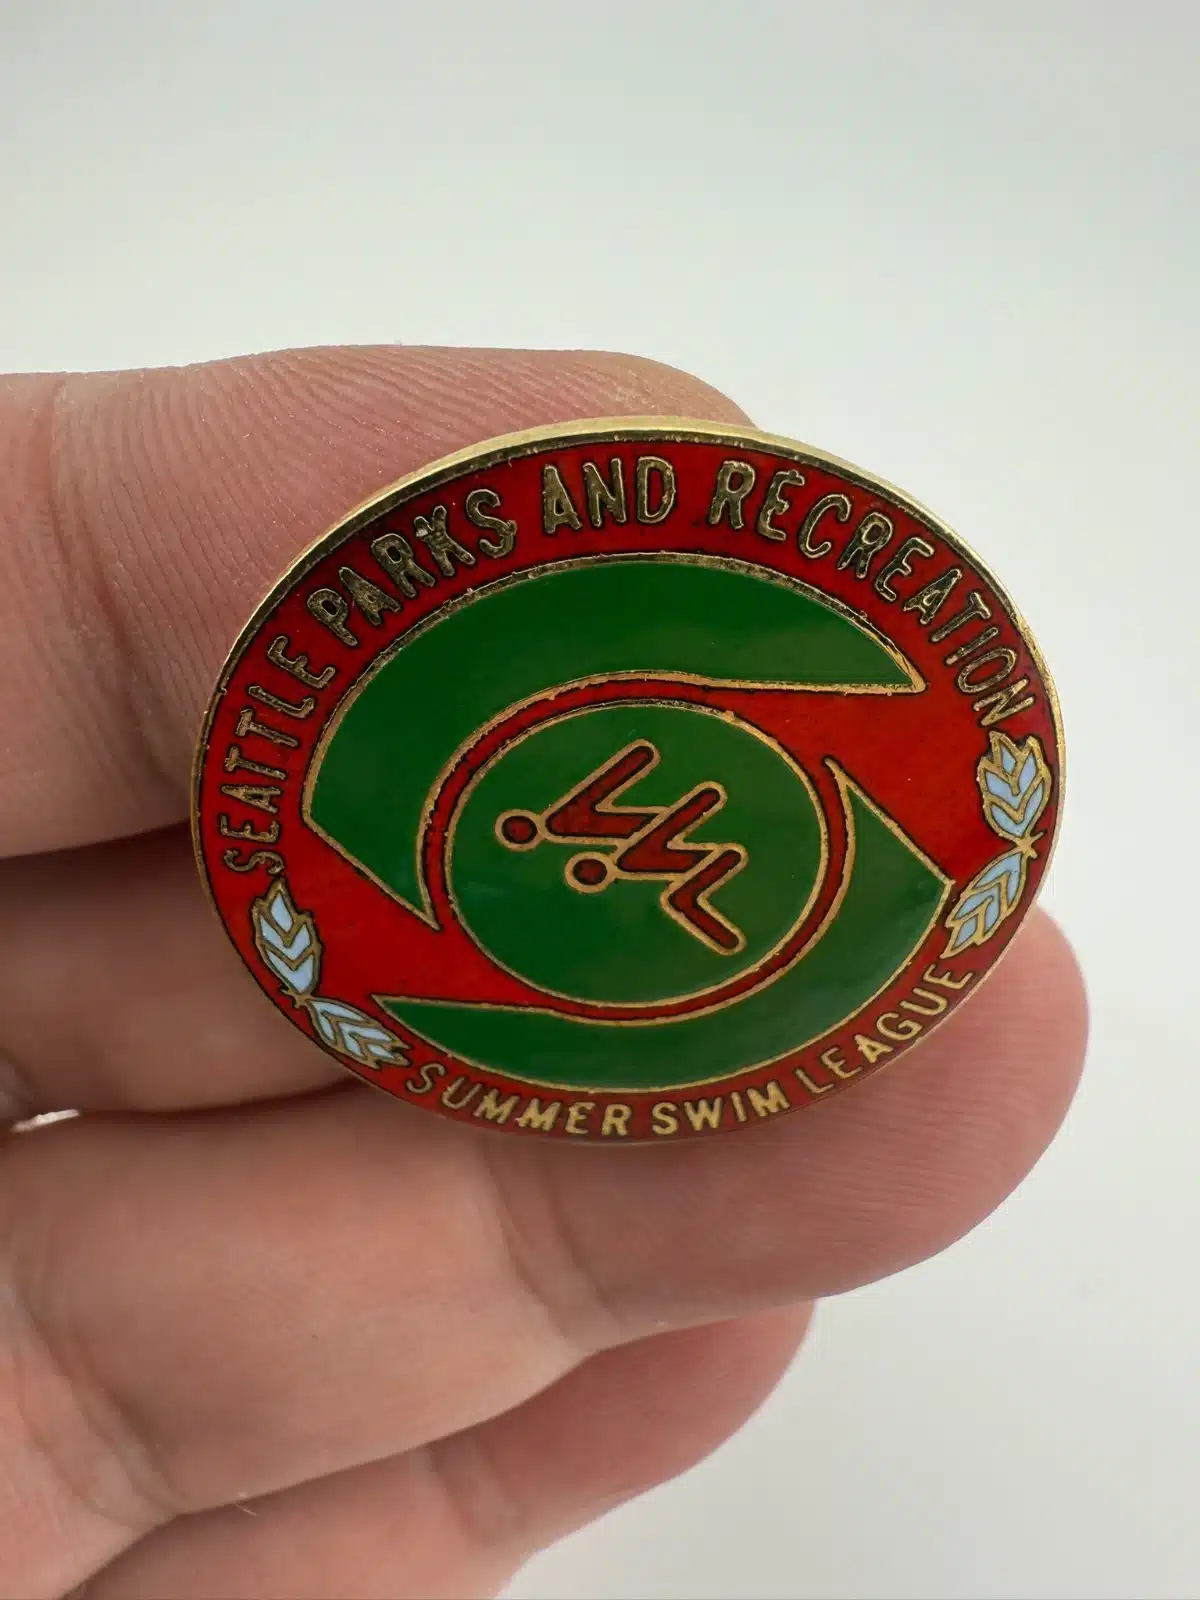 SEATTLE PARKS AND RECREATION
SUMMER SWIM LEAGUE